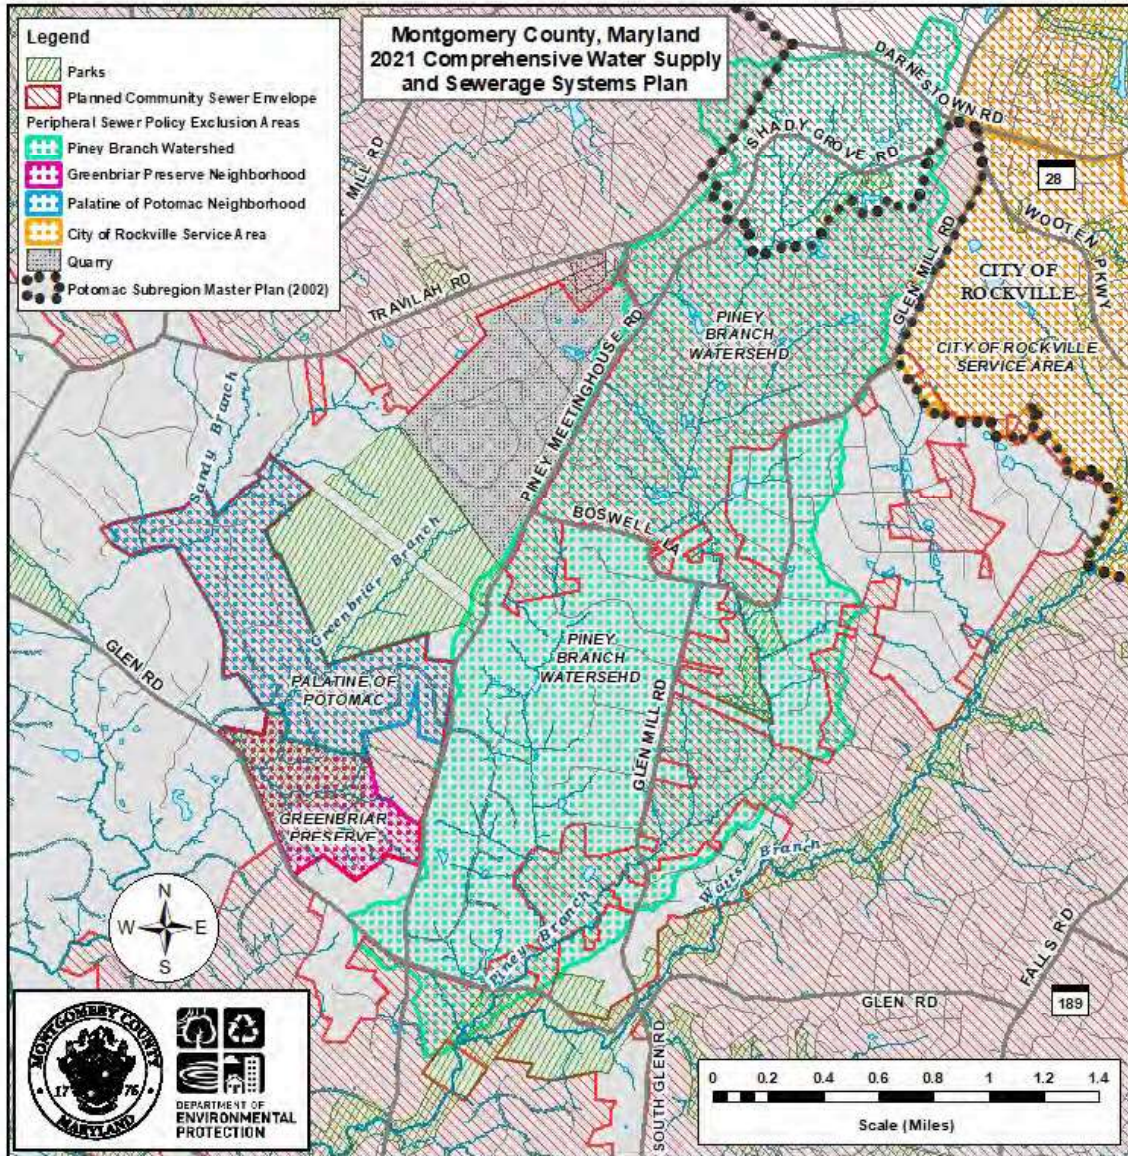 Legend
Parks
Planned Community Sewer Envelope
Peripheral Sewer Policy Exclusion Areas
Piney Branch Watershed
Greenbriar Preserve Neighborhood
Palatine of Potomac Neighborhood
City of Rockville Service Area
Quarry
Potomac Subregion Master Plan (2002)
Montgomery County, Maryland
2021 Comprehensive Water Supply
and Sewerage Systems Plan
DARNESTOWN RD
SHADY GROVE RD
MILL RD
28
WOOTEN PKWY
GLEN MILL RD
CITY OF
ROCKVILLE
CITY OF ROCKVILLE
SERVICE AREA
TRAVILAH RD
PINEY MEETINGHOUSE RD
PINEY
BRANCH
WATERSEHD
Sandy Branch
BOSWELL LA
Greenbriar Branch
GLEN RD
PALATINE OF
POTOMAC
PINEY
BRANCH
WATERSEHD
GLEN MILL RD
GREENBRIAR
PRESERVE
Watts Branch
Piney Branch
FALLS RD
GLEN RD
189
SOUTH GLEN RD
N
W E
S
MONTGOMERY COUNTY
17 76
MARYLAND
DEPARTMENT OF
ENVIRONMENTAL
PROTECTION
0 0.2 0.4 0.6 0.8 1 1.2 1.4
Scale (Miles)